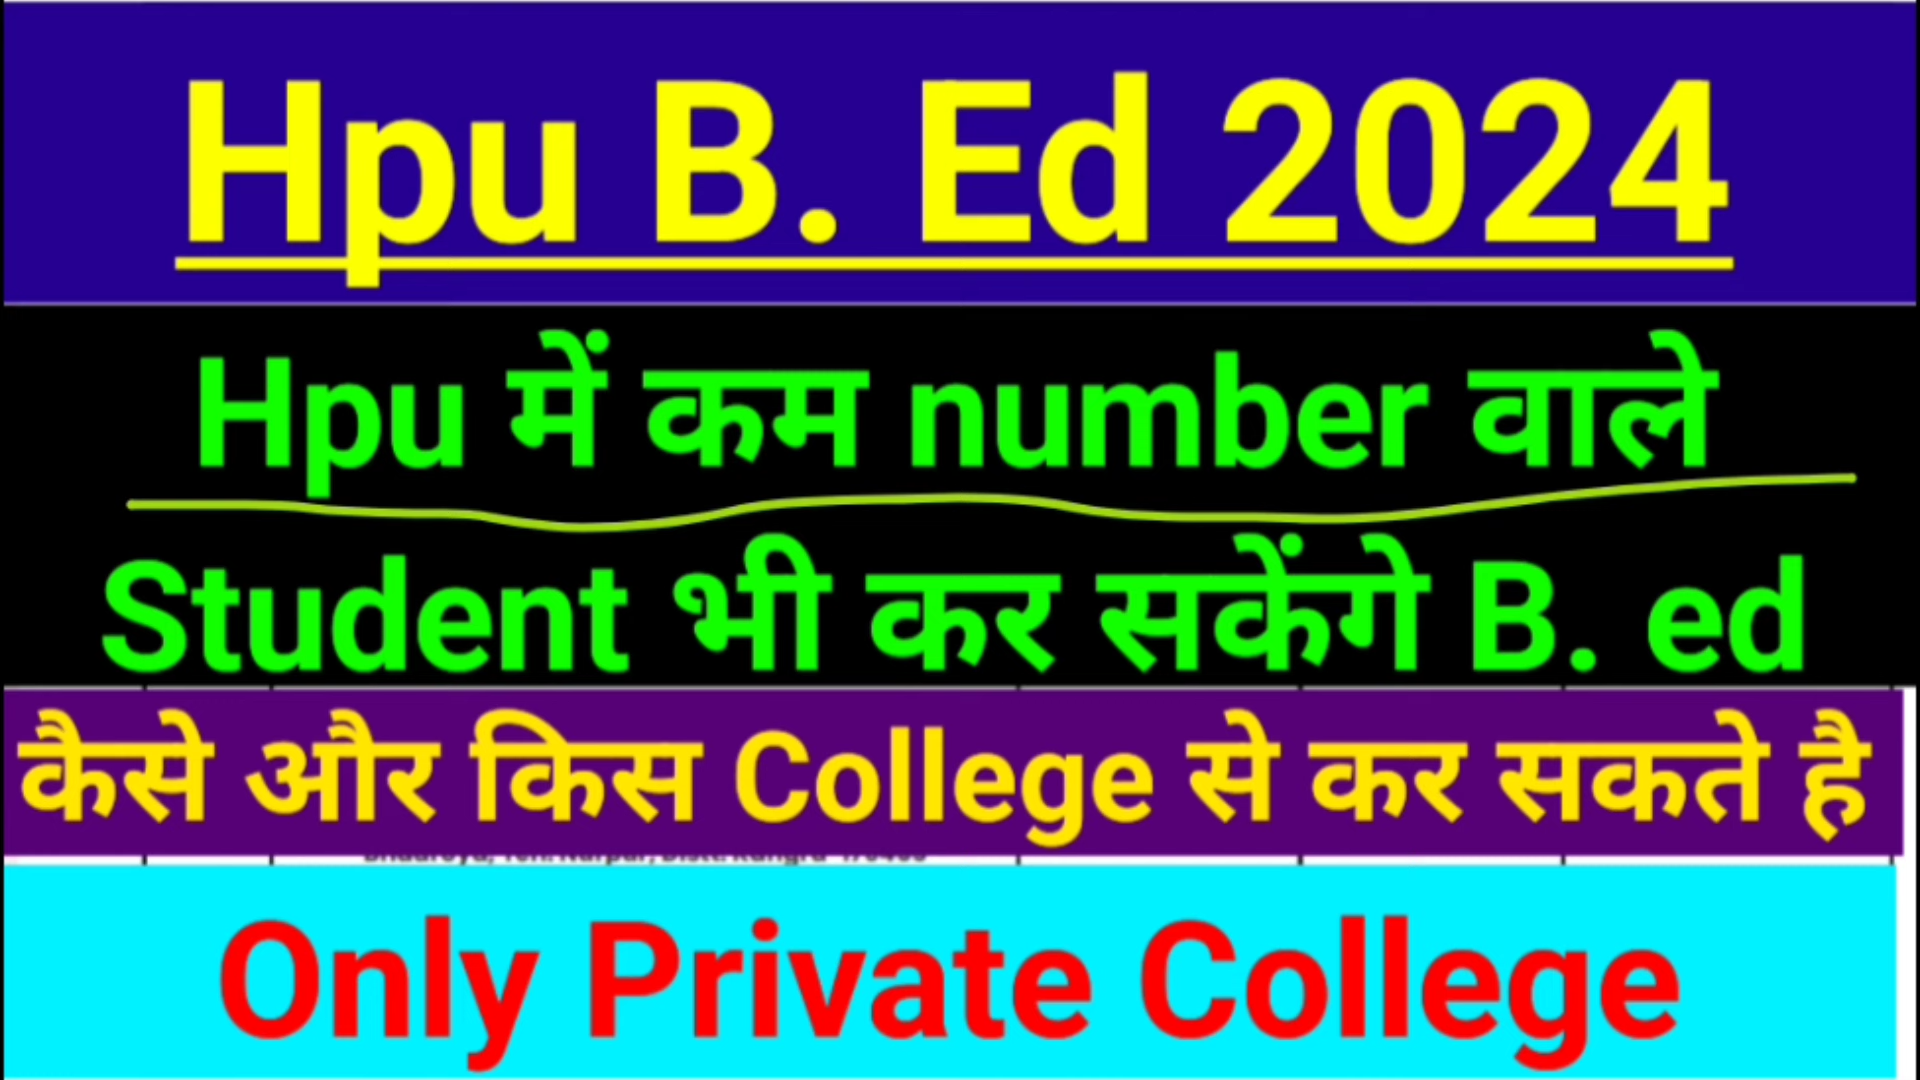 Hpu B. Ed 2024
Hpu में कम number वाले
Student भी कर सकेंगे B. ed
कैसे और किस College से कर सकते है
Only Private College